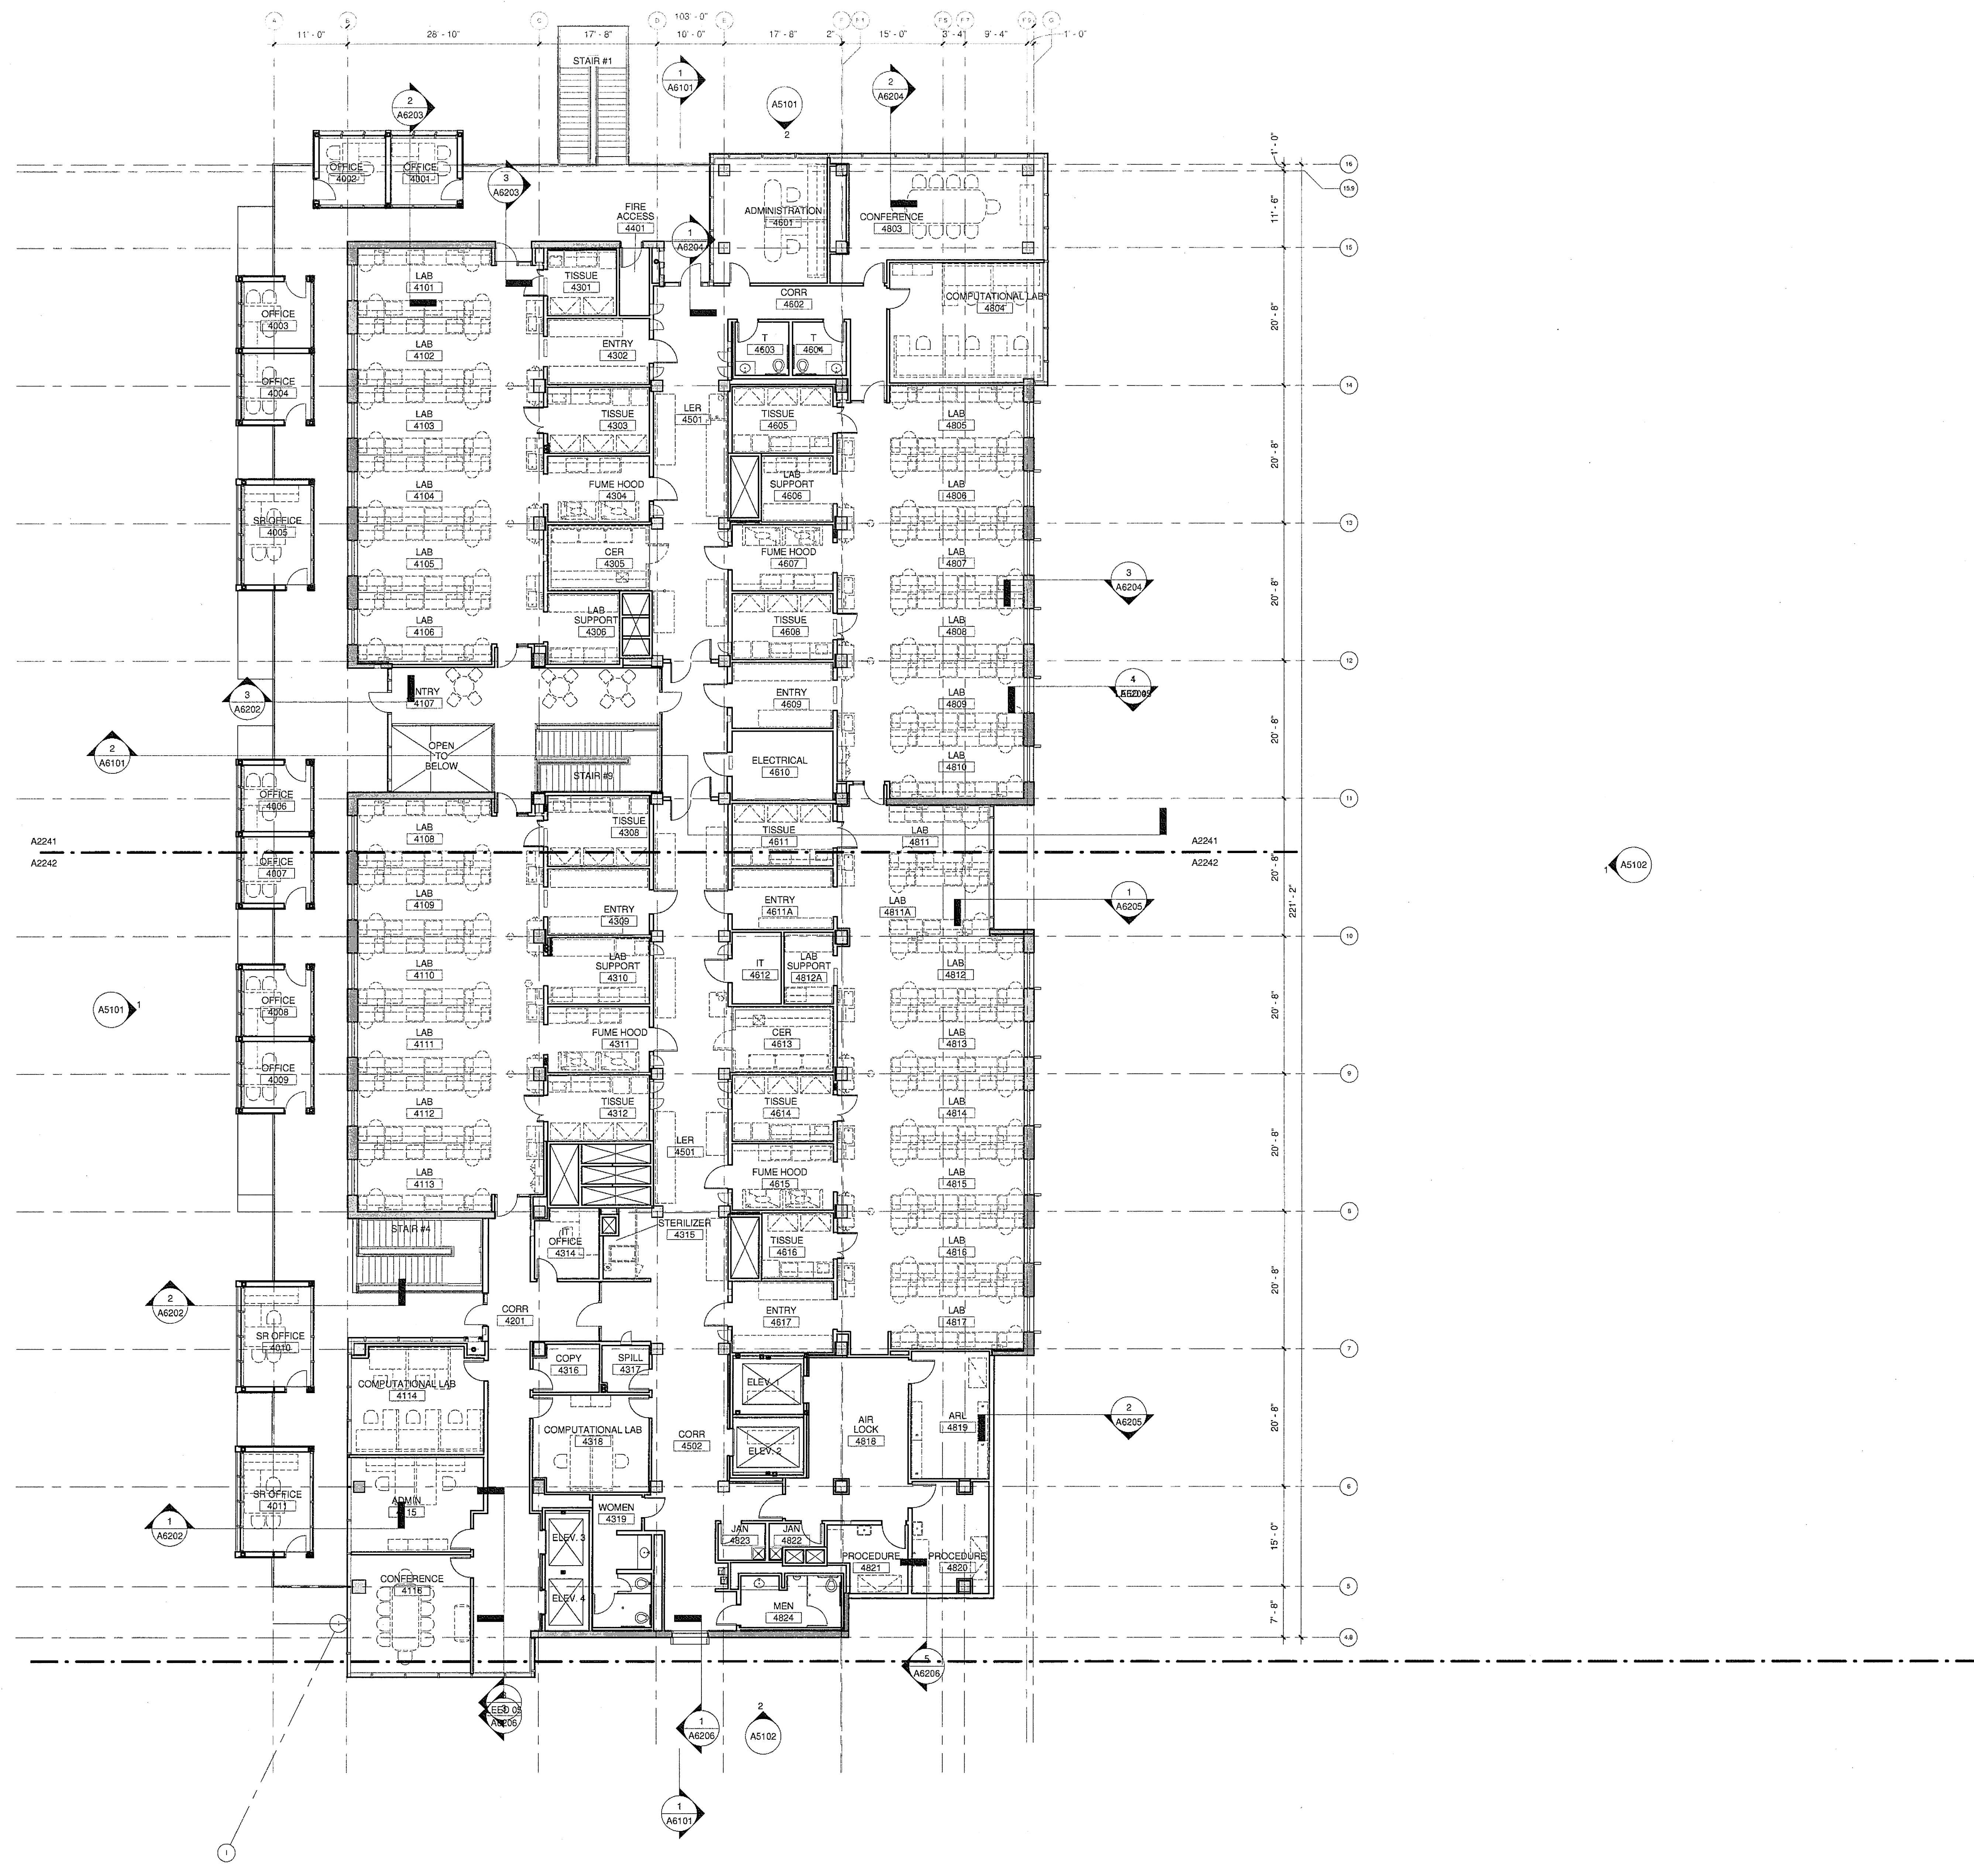 A B C D E F F.1 F.5 F.7 F.9 G
103' - 0"
11' - 0" 28' - 10" 17' - 8" 10' - 0" 17' - 8" 2" 15' - 0" 3' - 4" 9' - 4" 1' - 0"
STAIR #1
1
A6101
2
A6203
A5101
2
2
A6204
OFFICE
4002
OFFICE
4001
3
A6203
FIRE
ACCESS
4401
1
A6204
ADMINISTRATION
4601
CONFERENCE
4803
1' - 0"
16
15.9
11' - 6"
15
LAB
4101
TISSUE
4301
CORR
4602
COMPUTATIONAL LAB
4804
OFFICE
4003
20' - 8"
LAB
4102
ENTRY
4302
T
4603
T
4604
OFFICE
4004
14
LAB
4103
TISSUE
4303
LER
4501
TISSUE
4605
LAB
4805
20' - 8"
LAB
4104
FUME HOOD
4304
LAB
SUPPORT
4606
LAB
4806
SR OFFICE
4005
13
LAB
4105
CER
4305
FUME HOOD
4607
LAB
4807
3
A6204
20' - 8"
LAB
4106
LAB
SUPPORT
4306
TISSUE
4608
LAB
4808
12
3
A6202
ENTRY
4107
ENTRY
4609
LAB
4809
4
20' - 8"
2
A6101
OPEN
TO
BELOW
STAIR #9
ELECTRICAL
4610
LAB
4810
OFFICE
4006
11
LAB
4108
TISSUE
4308
TISSUE
4611
LAB
4811
A2241
A2242
A2241
A2242
20' - 8"
1
A5102
OFFICE
4007
LAB
4109
ENTRY
4309
ENTRY
4611A
LAB
4811A
1
A6205
221' - 2"
10
LAB
4110
LAB
SUPPORT
4310
IT
4612
LAB
SUPPORT
4812A
LAB
4812
A5101
1
OFFICE
4008
20' - 8"
LAB
4111
FUME HOOD
4311
CER
4613
LAB
4813
OFFICE
4009
9
LAB
4112
TISSUE
4312
TISSUE
4614
LAB
4814
LER
4501
20' - 8"
LAB
4113
FUME HOOD
4615
LAB
4815
8
STAIR #4
IT
OFFICE
4314
STERILIZER
4315
TISSUE
4616
LAB
4816
20' - 8"
2
A6202
CORR
4201
ENTRY
4617
LAB
4817
SR OFFICE
4010
7
COMPUTATIONAL LAB
4114
COPY
4316
SPILL
4317
ELEV. 1
AIR
LOCK
4818
ARL
4819
2
A6205
20' - 8"
COMPUTATIONAL LAB
4318
CORR
4502
ELEV. 2
6
SR OFFICE
4011
ADMIN
1
A6202
WOMEN
4319
ELEV. 3
JAN
4823
JAN
4822
PROCEDURE
4821
PROCEDURE
4820
15' - 0"
CONFERENCE
4116
5
ELEV. 4
MEN
4824
7' - 8"
4.8
5
A6206
A6206
1
A6206
2
A5102
1
A6101